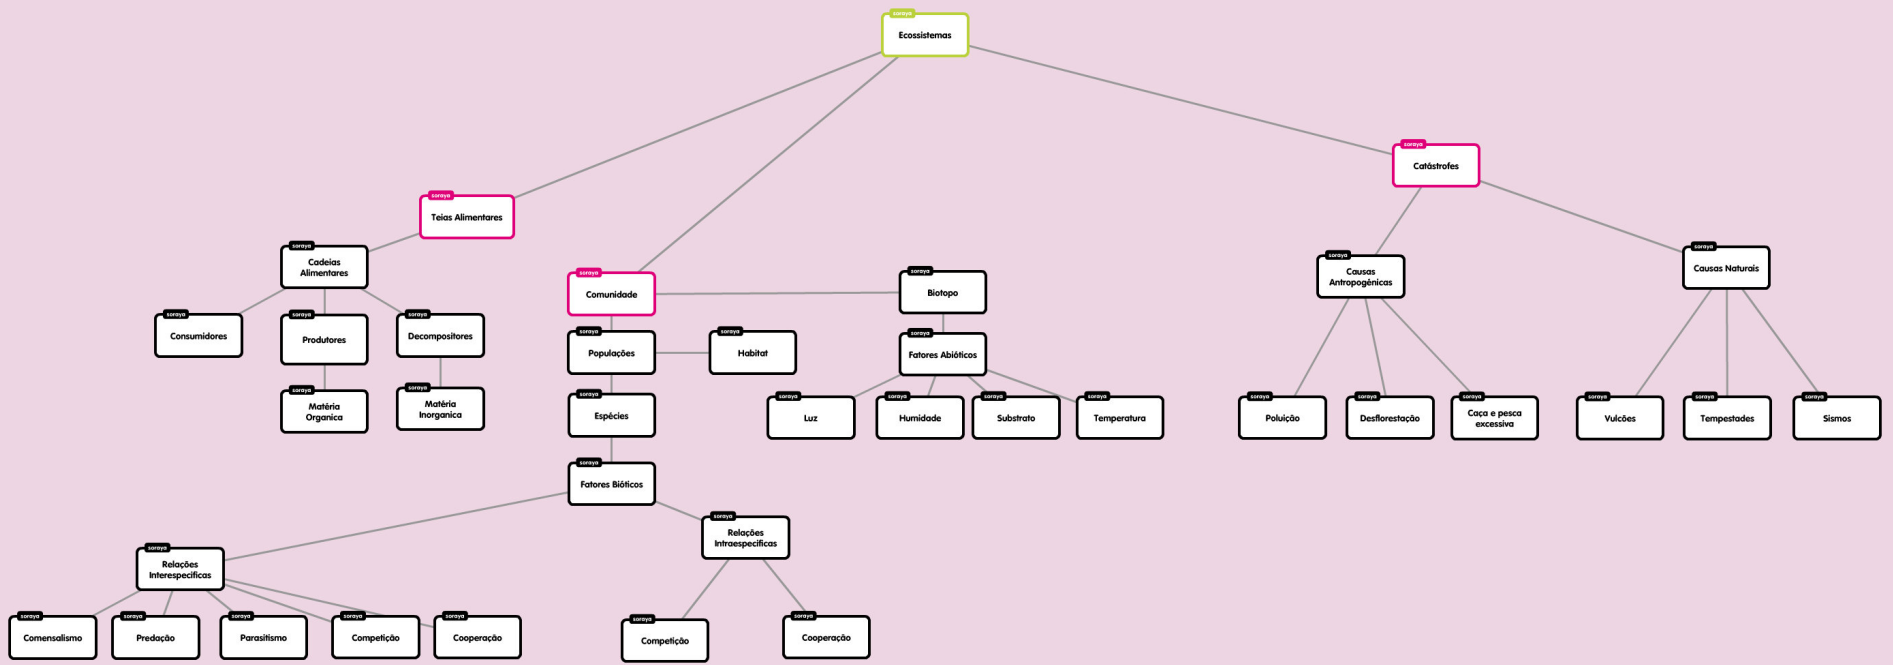 soraya
Ecossistemas
soraya
Catástrofes
soraya
Teias Alimentares
soraya
Cadeias
Alimentares
soraya
Comunidade
soraya
Biotopo
soraya
Causas
Antropogênicas
soraya
Causas Naturais
soraya
Consumidores
soraya
Produtores
soraya
Decompositores
soraya
Populações
soraya
Habitat
soraya
Fatores Abióticos
soraya
Matéria
Organica
soraya
Matéria
Inorganica
soraya
Espécies
soraya
Luz
soraya
Humidade
soraya
Substrato
soraya
Temperatura
soraya
Poluição
soraya
Desflorestação
soraya
Caça e pesca
excessiva
soraya
Vulcões
soraya
Tempestades
soraya
Sismos
soraya
Fatores Bióticos
soraya
Relações
Interespecificas
soraya
Relações
Intraespecificas
soraya
Comensalismo
soraya
Predação
soraya
Parasitismo
soraya
Competição
soraya
Cooperação
soraya
Competição
soraya
Cooperação